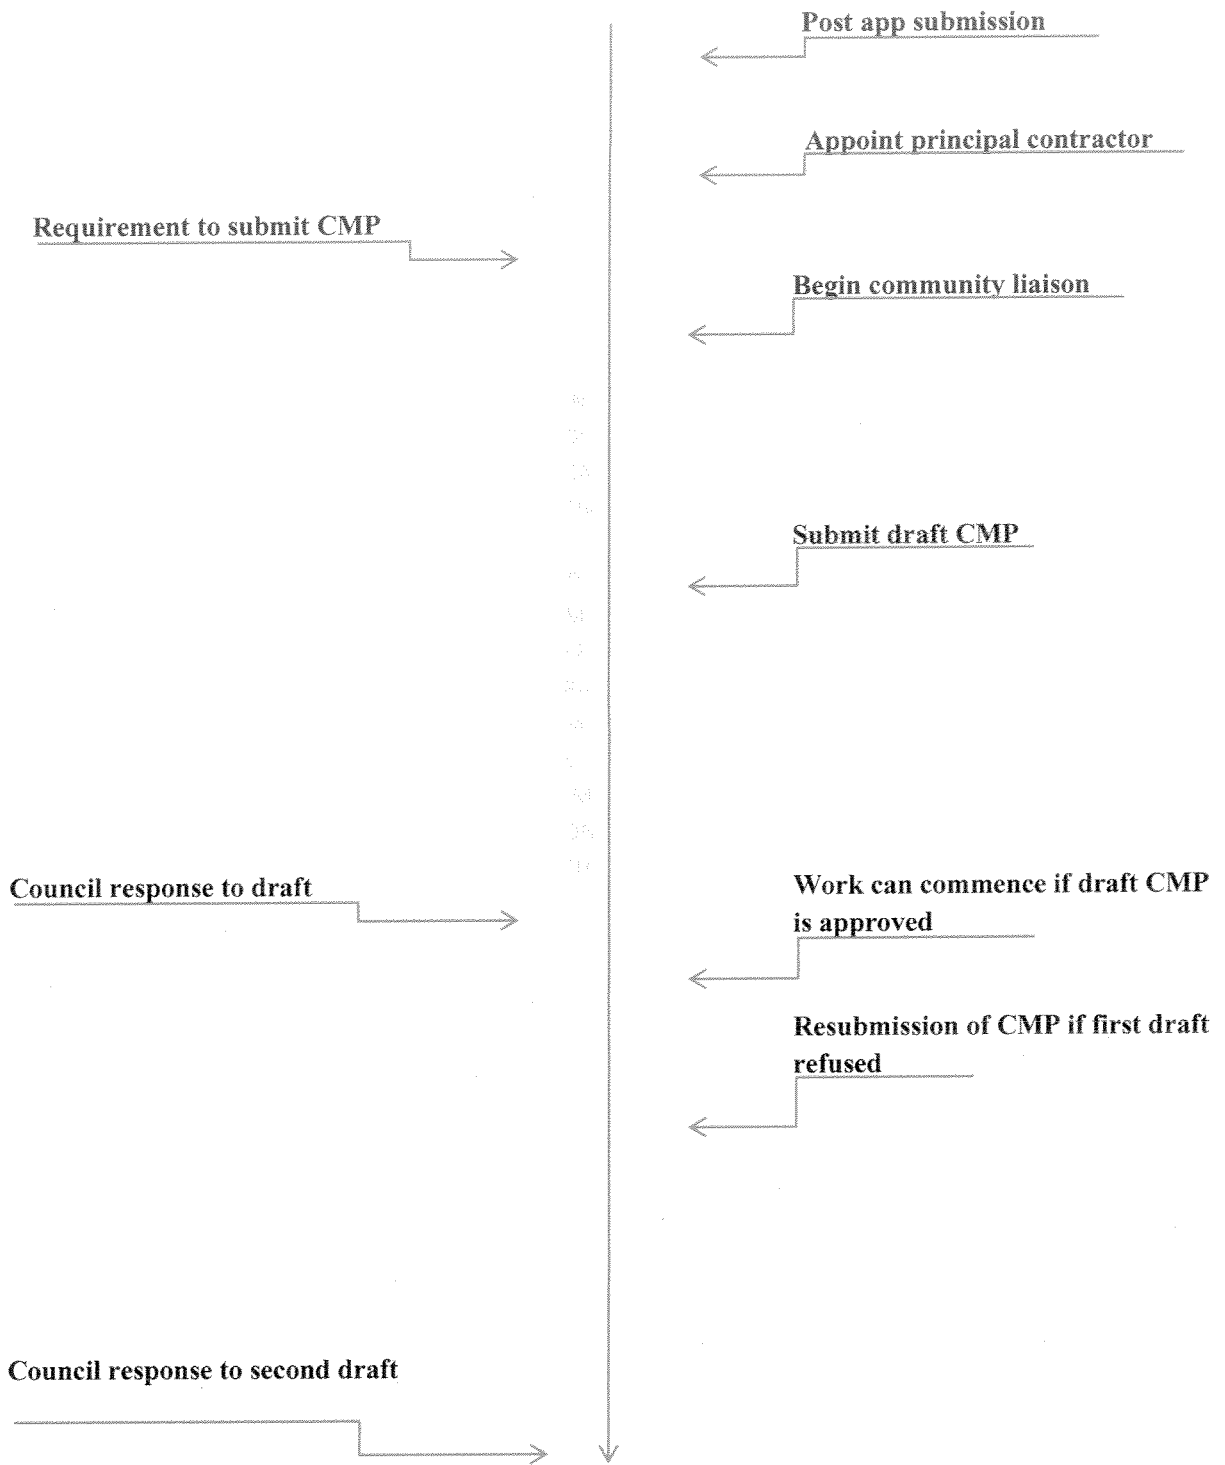 Post app submission
Appoint principal contractor
Requirement to submit CMP
Begin community liaison
Submit draft CMP
Council response to draft
Work can commence if draft CMP
is approved
Resubmission of CMP if first draft
refused
Council response to second draft